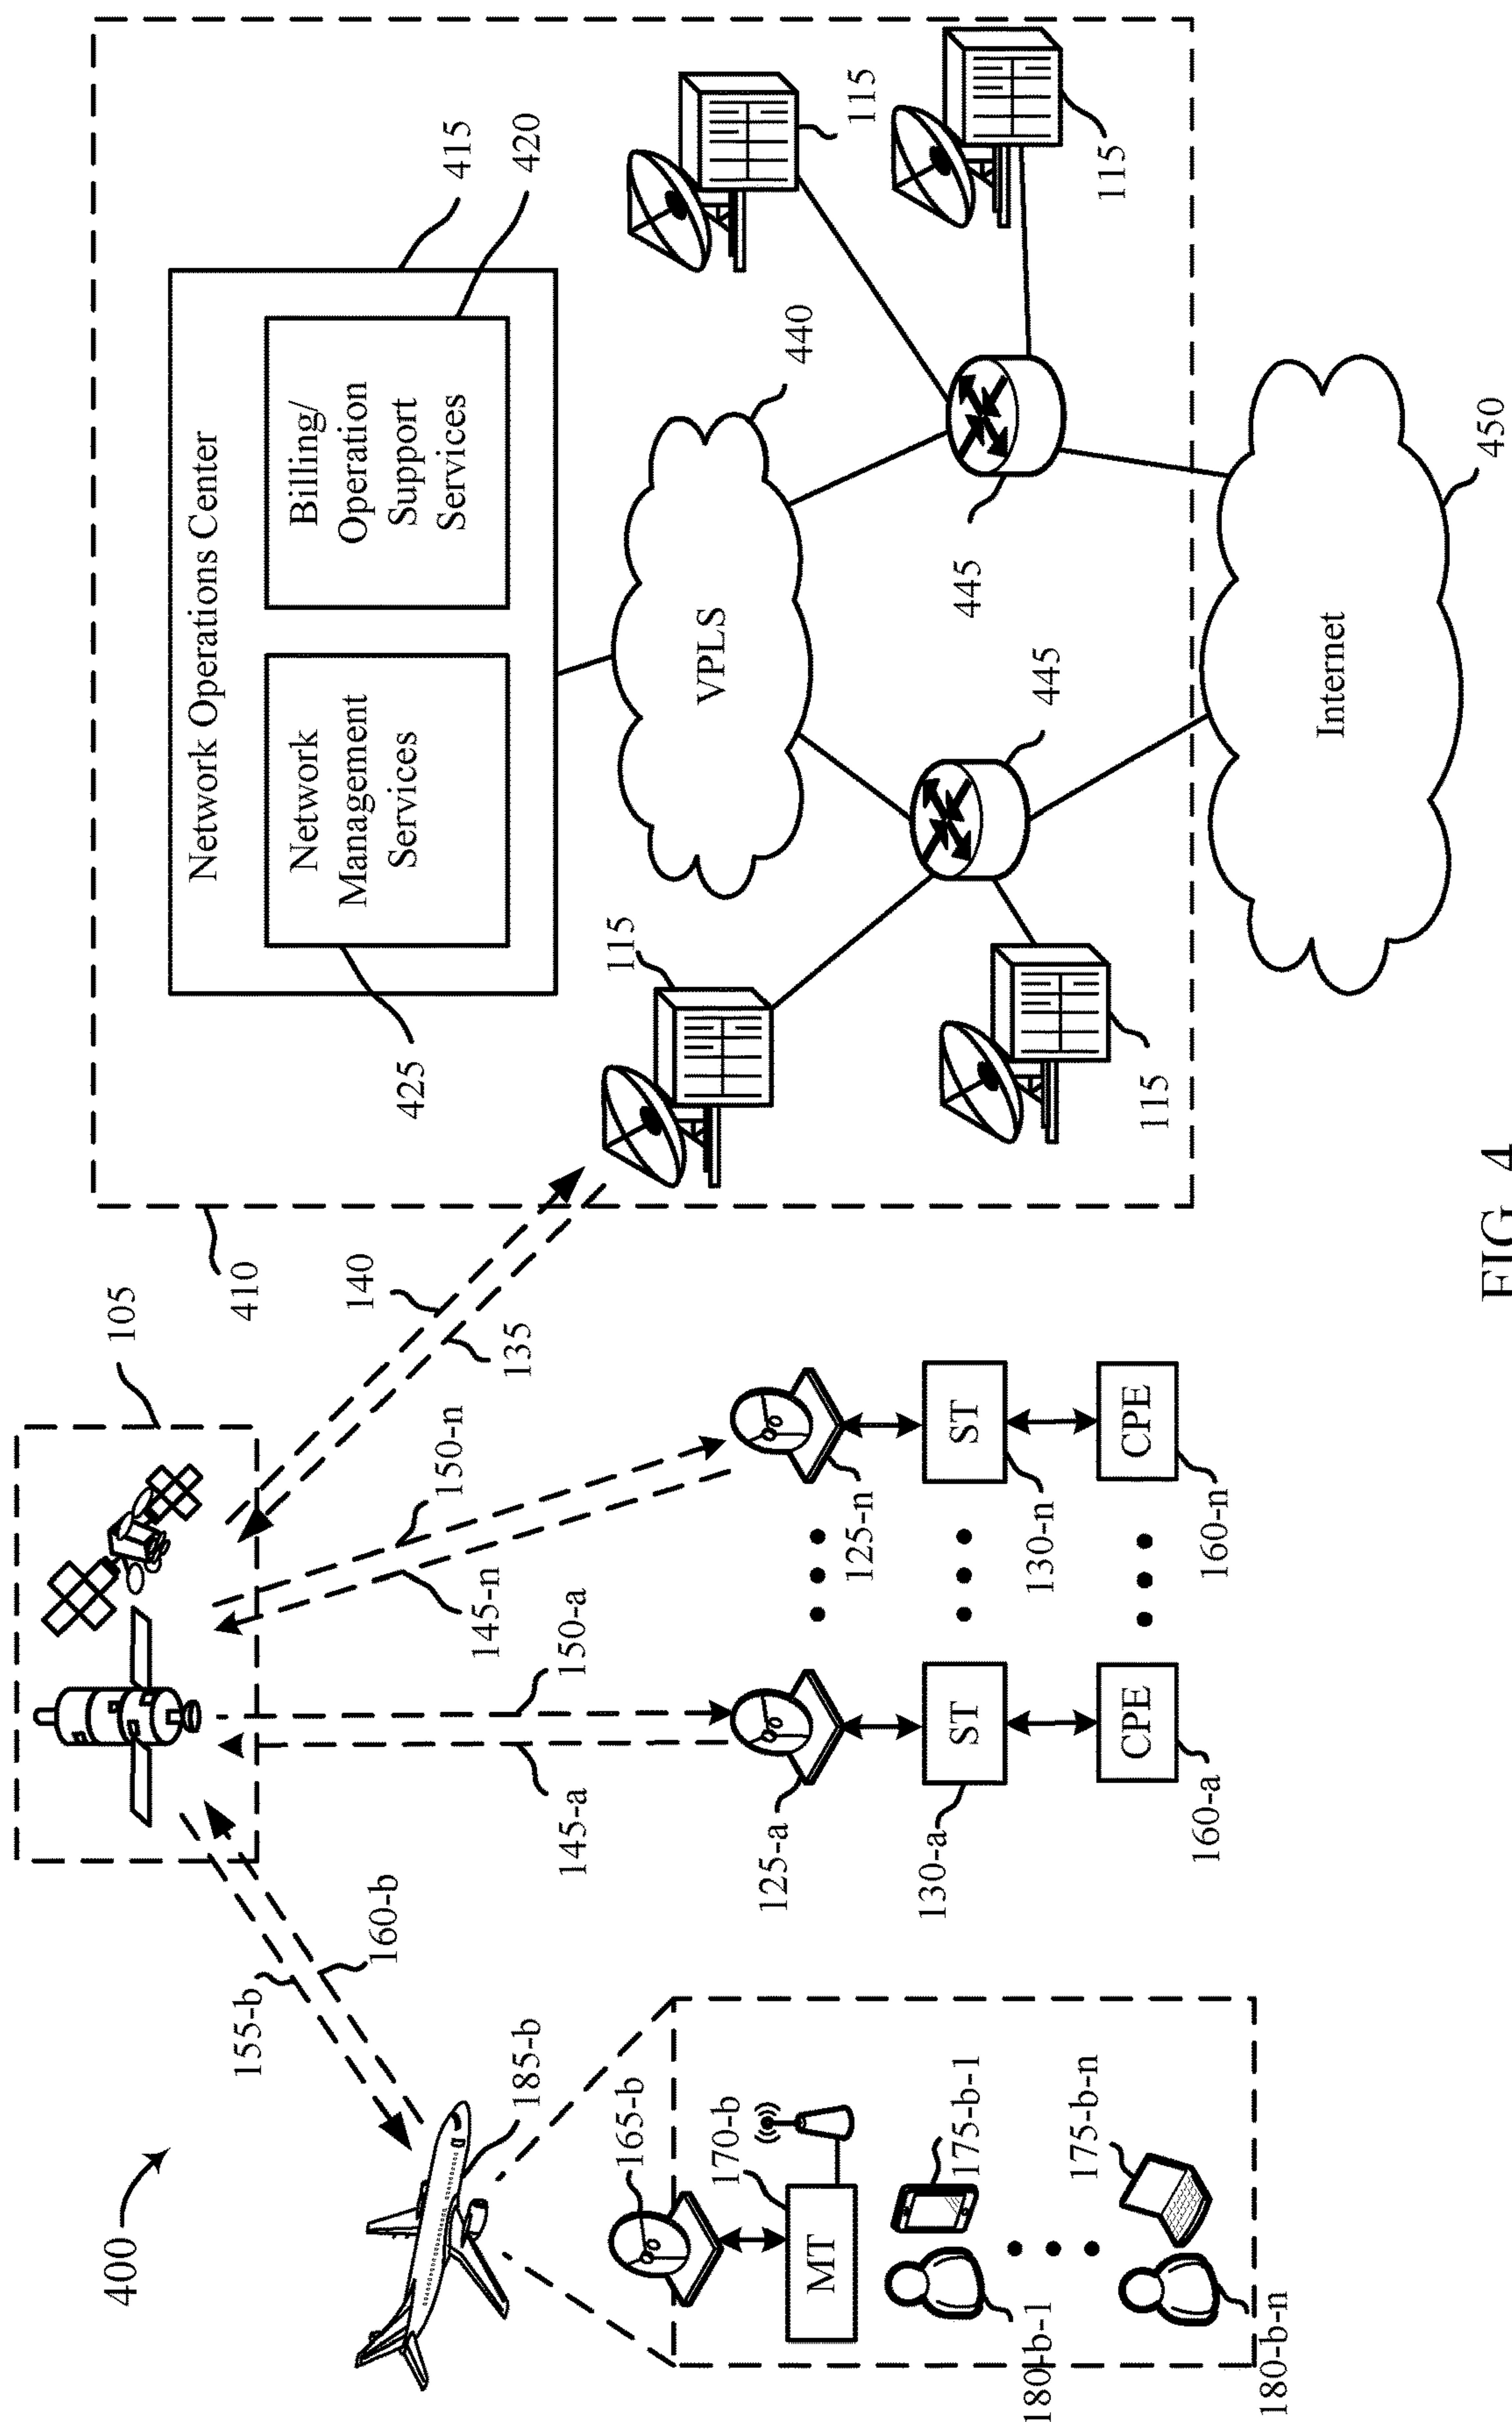 400
105
155-b
160-b
185-b
145-a
150-a
145-n
150-n
140
135
410
Network Operations Center
Network
Management
Services
Billing/
Operation
Support
Services
415
420
425
VPLS
440
115
115
115
115
445
445
Internet
450
165-b
170-b
MT
175-b-1
180-b-1
175-b-n
180-b-n
125-a
125-n
ST
130-a
ST
130-n
CPE
160-a
CPE
160-n
FIG. 4